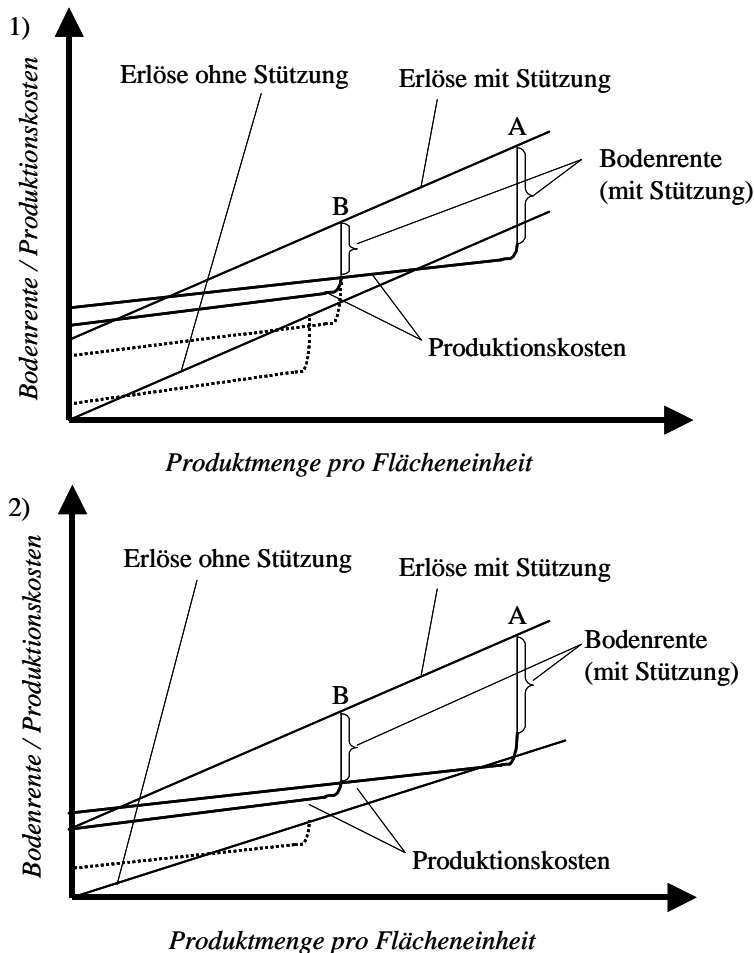 1)
Bodenrente / Produktionskosten
Erlöse ohne Stützung
Erlöse mit Stützung
A
Bodenrente
(mit Stützung)
B
Produktionskosten
Produktmenge pro Flächeneinheit
2)
Bodenrente / Produktionskosten
Erlöse ohne Stützung
Erlöse mit Stützung
A
Bodenrente
(mit Stützung)
B
Produktionskosten
Produktmenge pro Flächeneinheit